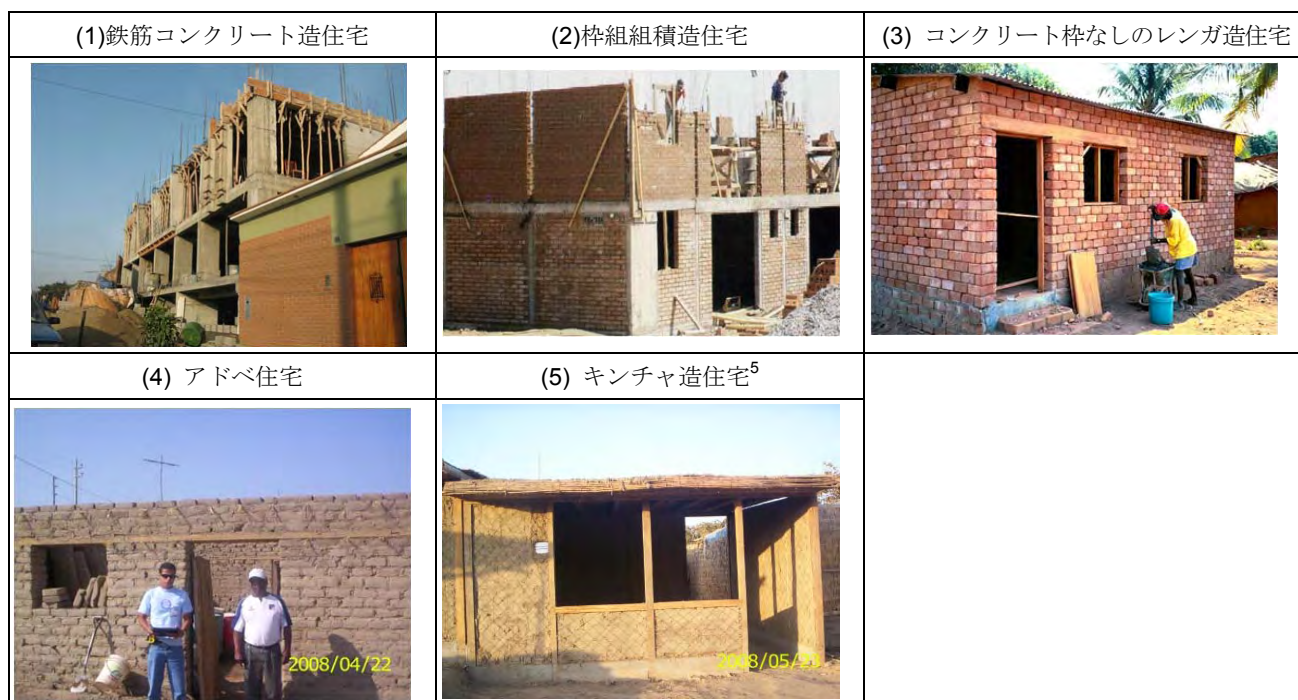 (1)鉄筋コンクリート造住宅
(2)枠組組積造住宅
(3) コンクリート枠なしのレンガ造住宅
(4) アドベ住宅
(5) キンチャ造住宅5
2008/04/22
2008/05/23